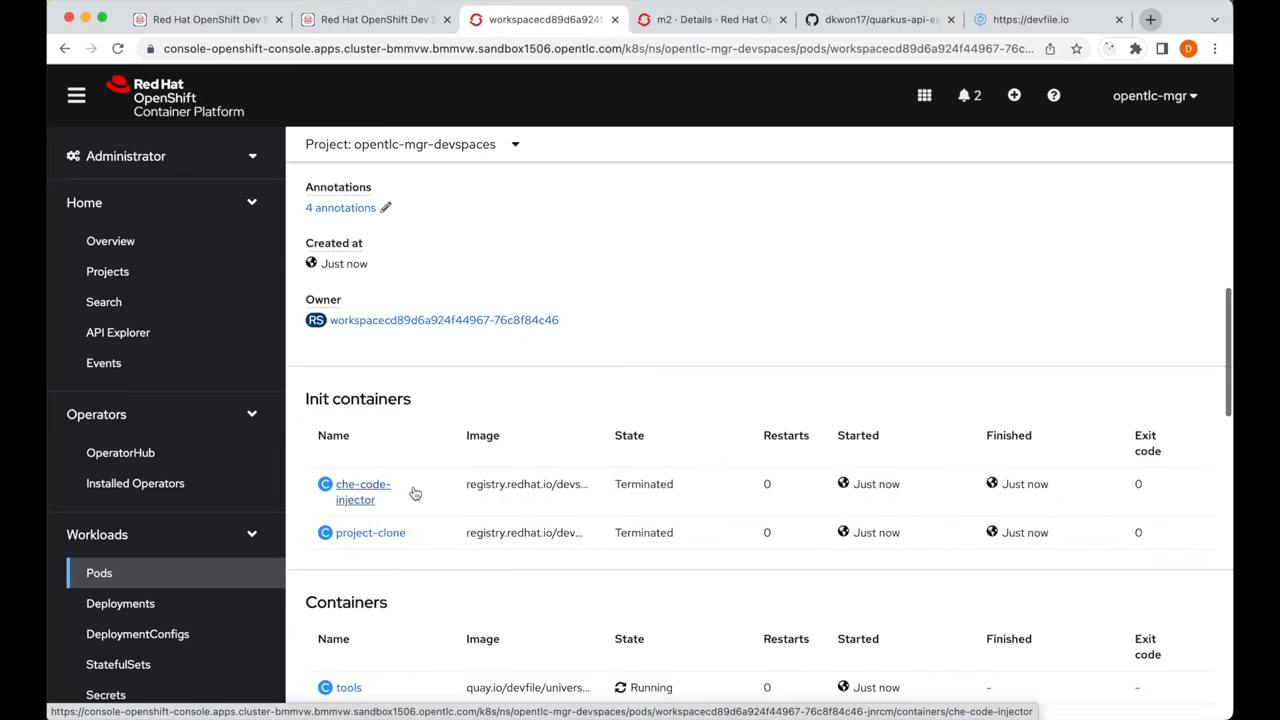 Red Hat OpenShift Dev S
Red Hat OpenShift Dev S
workspacecd89d6a924f
m2 · Details · Red Hat O
dkwon17/quarkus-api-ex
https://devfile.io
console-openshift-console.apps.cluster-bmmvw.bmmvw.sandbox1506.opentlc.com/k8s/ns/opentlc-mgr-devspaces/pods/workspacecd89d6a924f44967-76c...
D
Red Hat
OpenShift
Container Platform
2
opentlc-mgr
Administrator
Project: opentlc-mgr-devspaces
Home
Overview
Projects
Search
API Explorer
Events
Operators
OperatorHub
Installed Operators
Workloads
Pods
Deployments
DeploymentConfigs
StatefulSets
Secrets
Annotations
4 annotations
Created at
Just now
Owner
RS workspacecd89d6a924f44967-76c8f84c46
Init containers
Name Image State Restarts Started Finished Exit code
C che-code-injector registry.redhat.io/devs... Terminated 0 Just now Just now 0
C project-clone registry.redhat.io/dev... Terminated 0 Just now Just now 0
Containers
Name Image State Restarts Started Finished Exit code
C tools quay.io/devfile/univers... Running 0 Just now - -
https://console-openshift-console.apps.cluster-bmmvw.bmmvw.sandbox1506.opentlc.com/k8s/ns/opentlc-mgr-devspaces/pods/workspacecd89d6a924f44967-76c8f84c46-jnrcm/containers/che-code-injector